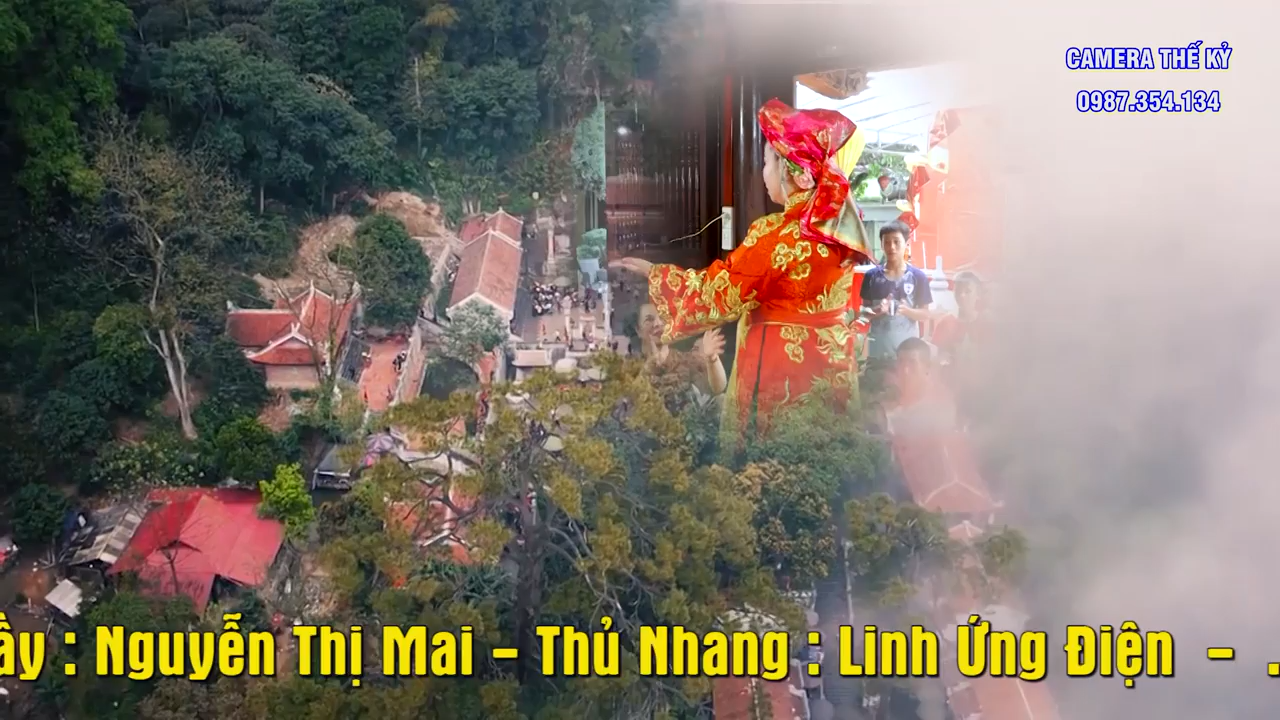 CAMERA THẾ KỶ
0987.354.134
ầy : Nguyễn Thị Mai – Thủ Nhang : Linh Ứng Điện – .